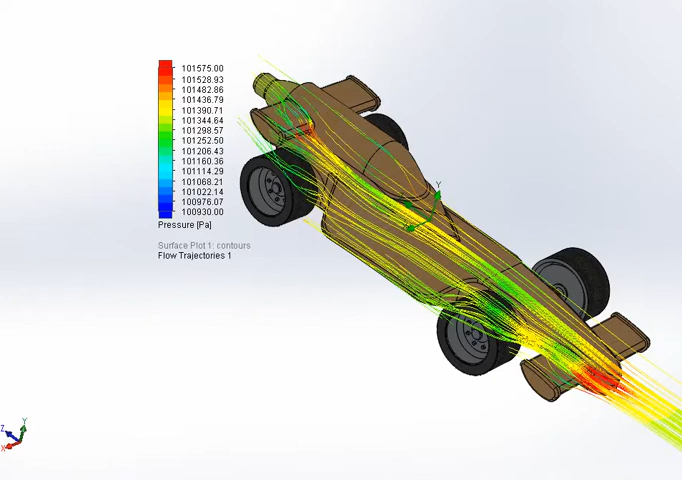 101575.00
101528.93
101482.86
101436.79
101390.71
101344.64
101298.57
101252.50
101206.43
101160.36
101114.29
101068.21
101022.14
100976.07
100930.00
Pressure [Pa]
Surface Plot 1: contours
Flow Trajectories 1
Y
Y
Z
X